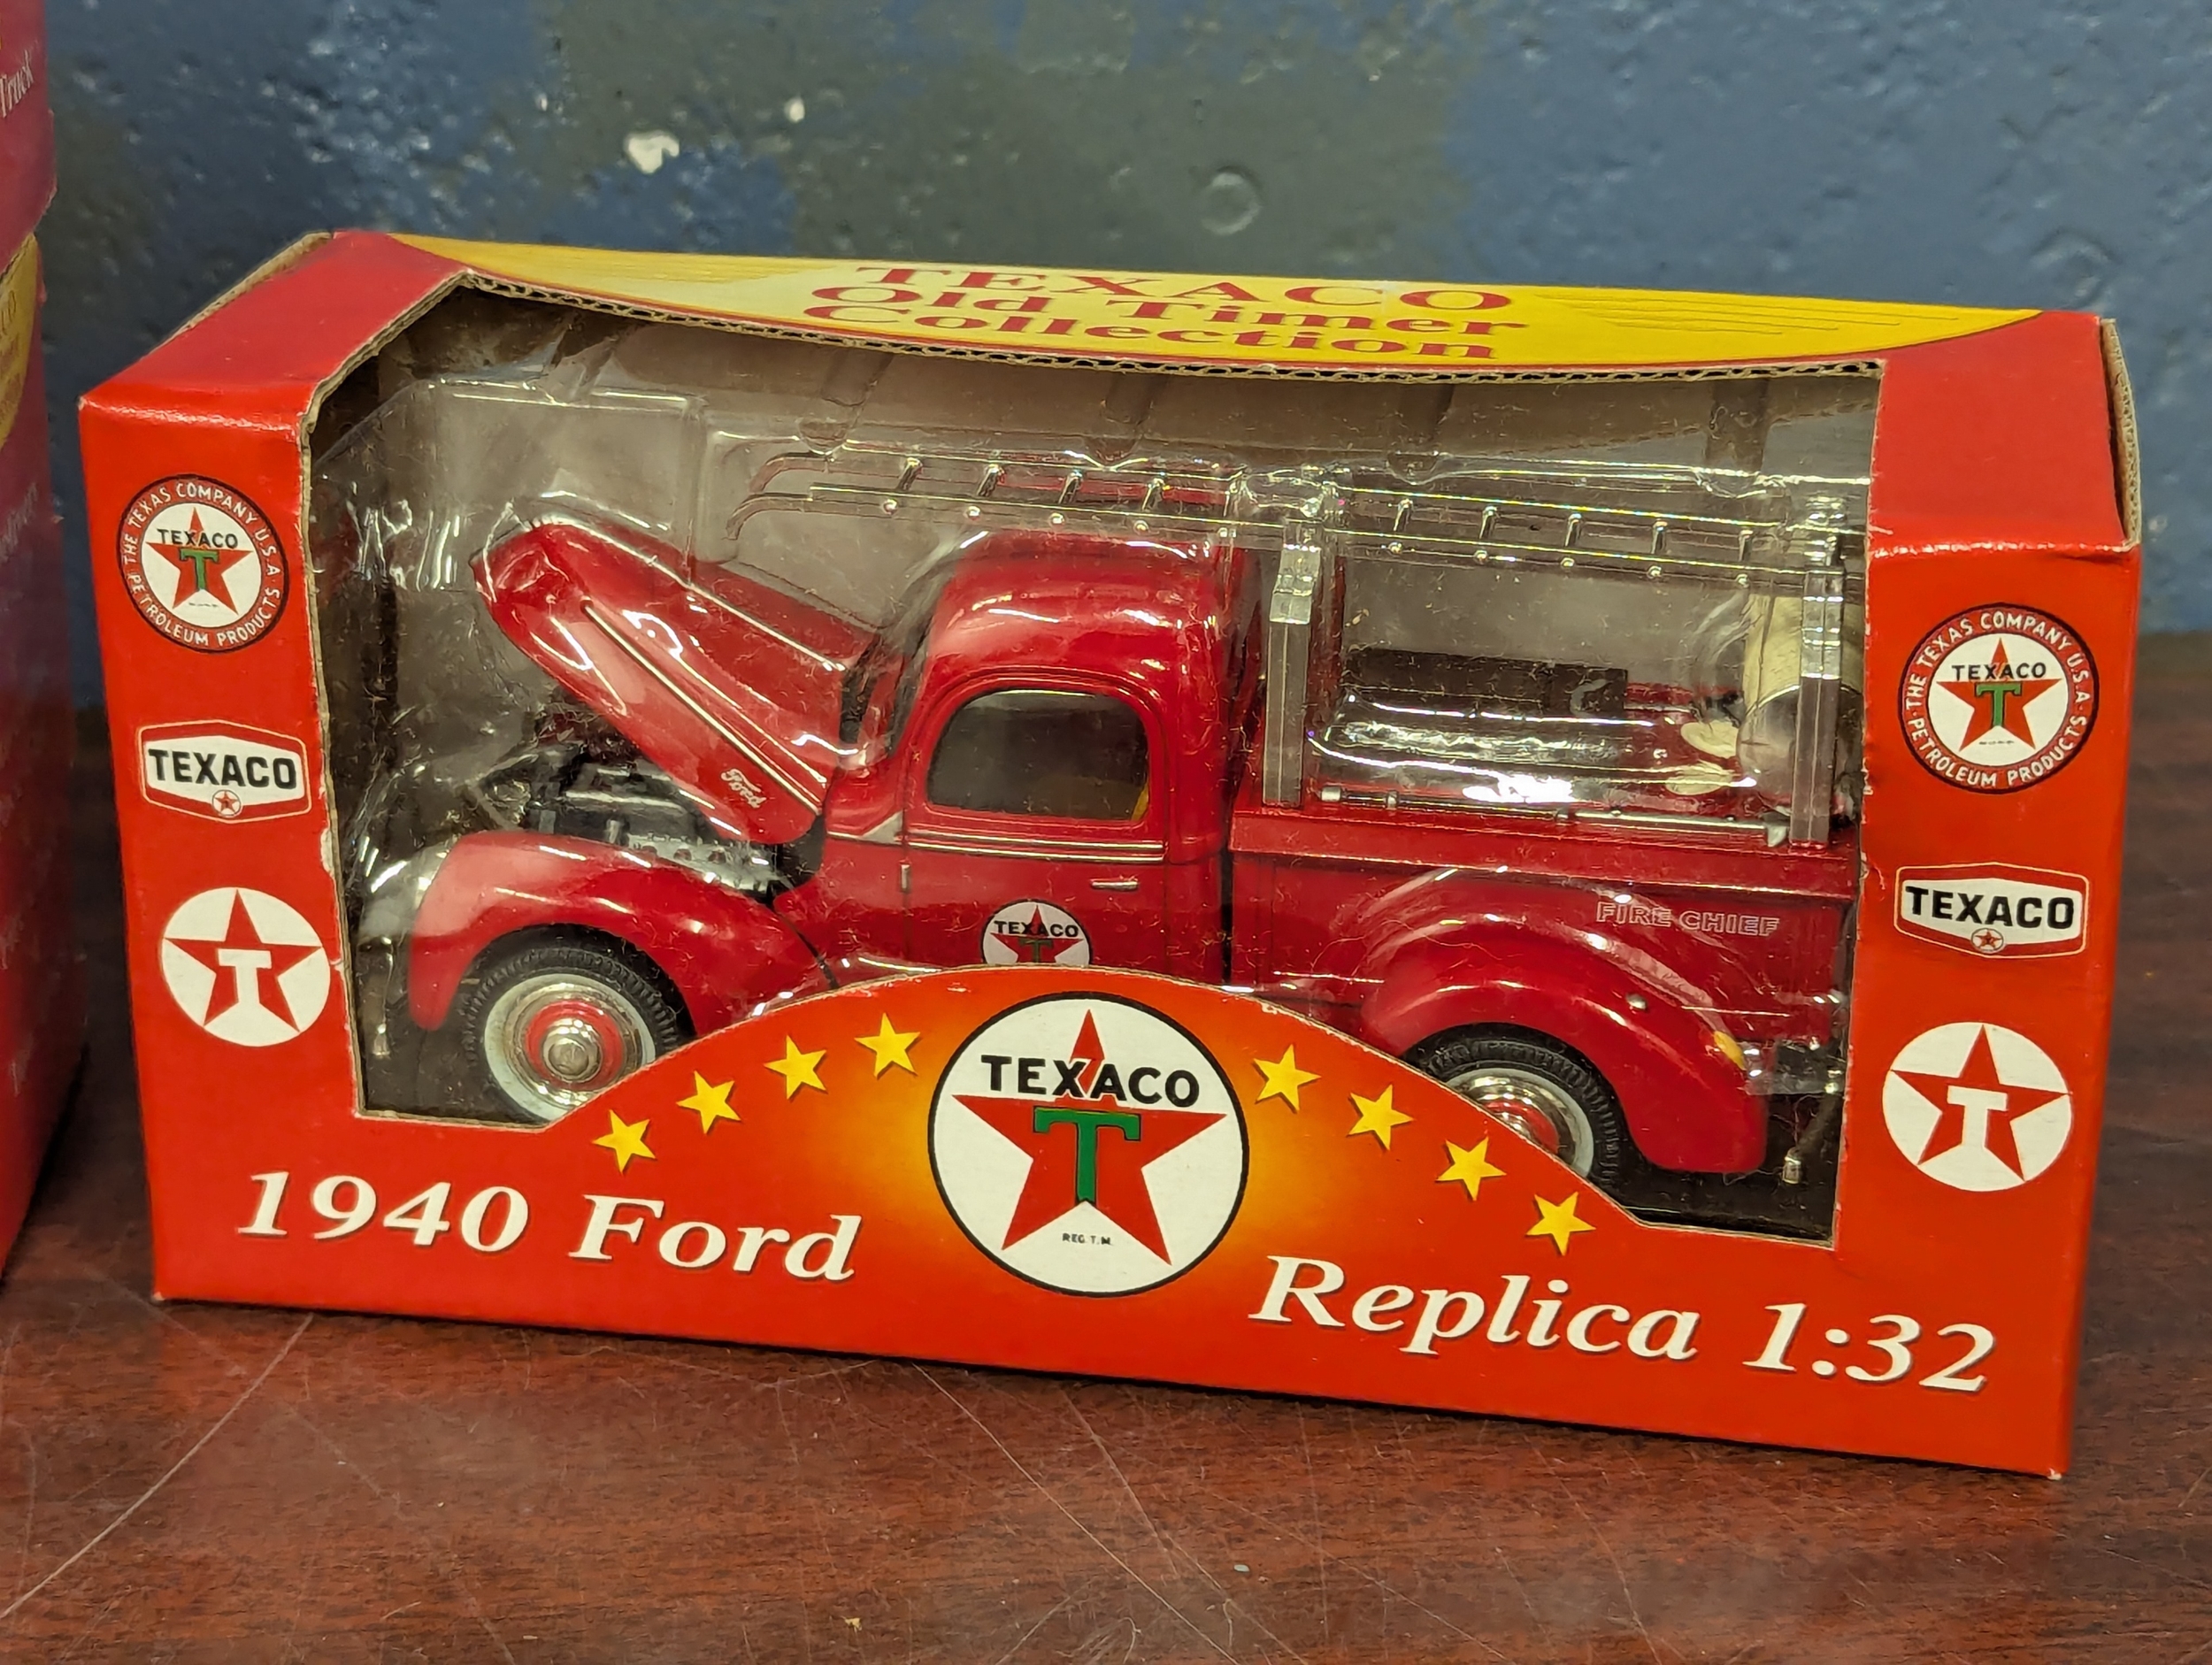 Truck
TEXACO
Old Timer
Collection
THE TEXAS COMPANY U.S.A.
TEXACO
T
PETROLEUM PRODUCTS
TEXACO
T
Ford
TEXACO
T
FIRE CHIEF
THE TEXAS COMPANY U.S.A.
TEXACO
T
PETROLEUM PRODUCTS
TEXACO
T
TEXACO
T
REG. T.M.
1940 Ford
Replica 1:32